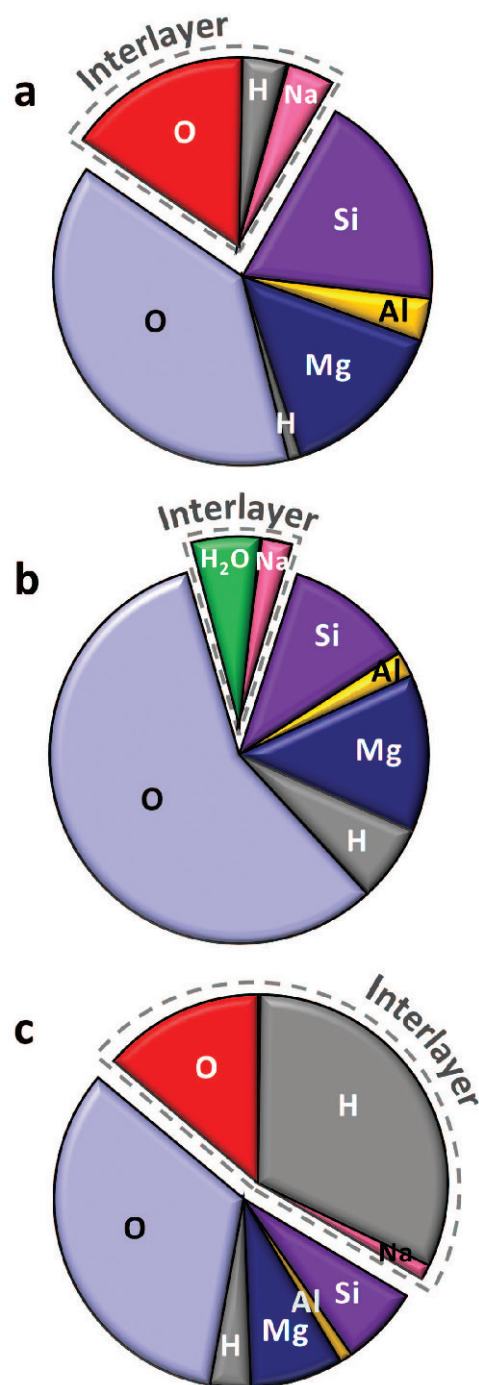 a
Interlayer
O
H
Na
Si
Al
Mg
H
O
b
Interlayer
H₂O
Na
Si
Al
Mg
H
O
c
Interlayer
O
H
Na
Si
Al
Mg
H
O